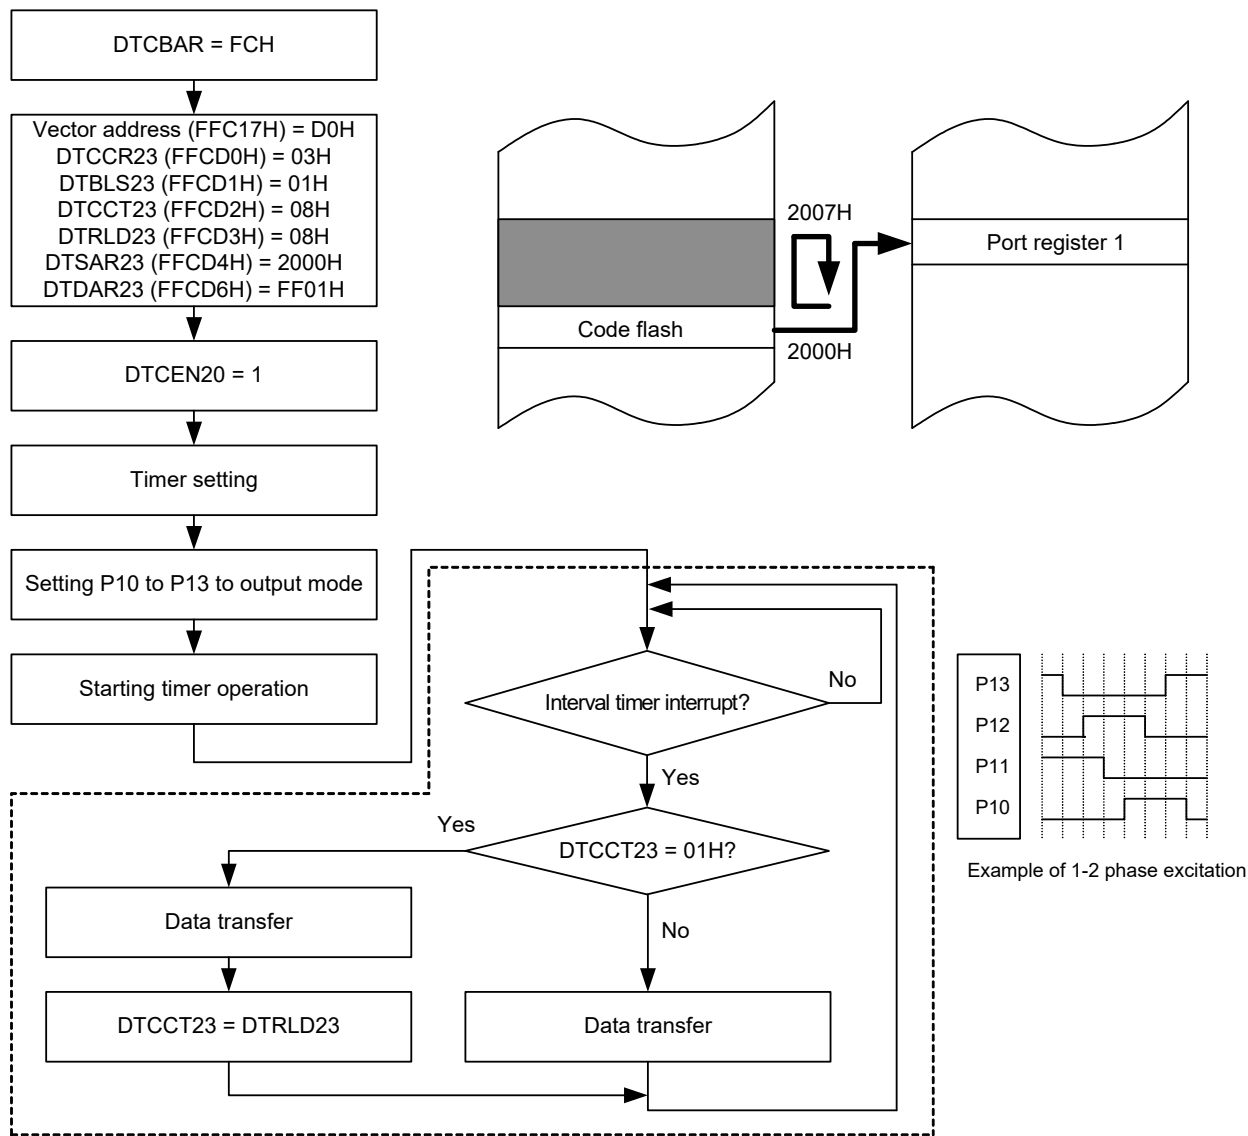 DTCBAR = FCH
Vector address (FFC17H) = D0H
DTCCR23 (FFCD0H) = 03H
DTBLS23 (FFCD1H) = 01H
DTCCT23 (FFCD2H) = 08H
DTRLD23 (FFCD3H) = 08H
DTSAR23 (FFCD4H) = 2000H
DTDAR23 (FFCD6H) = FF01H
DTCEN20 = 1
Timer setting
Setting P10 to P13 to output mode
Starting timer operation
2007H
Port register 1
Code flash
2000H
Interval timer interrupt?
No
Yes
DTCCT23 = 01H?
Yes
No
Data transfer
DTCCT23 = DTRLD23
Data transfer
P13
P12
P11
P10
Example of 1-2 phase excitation